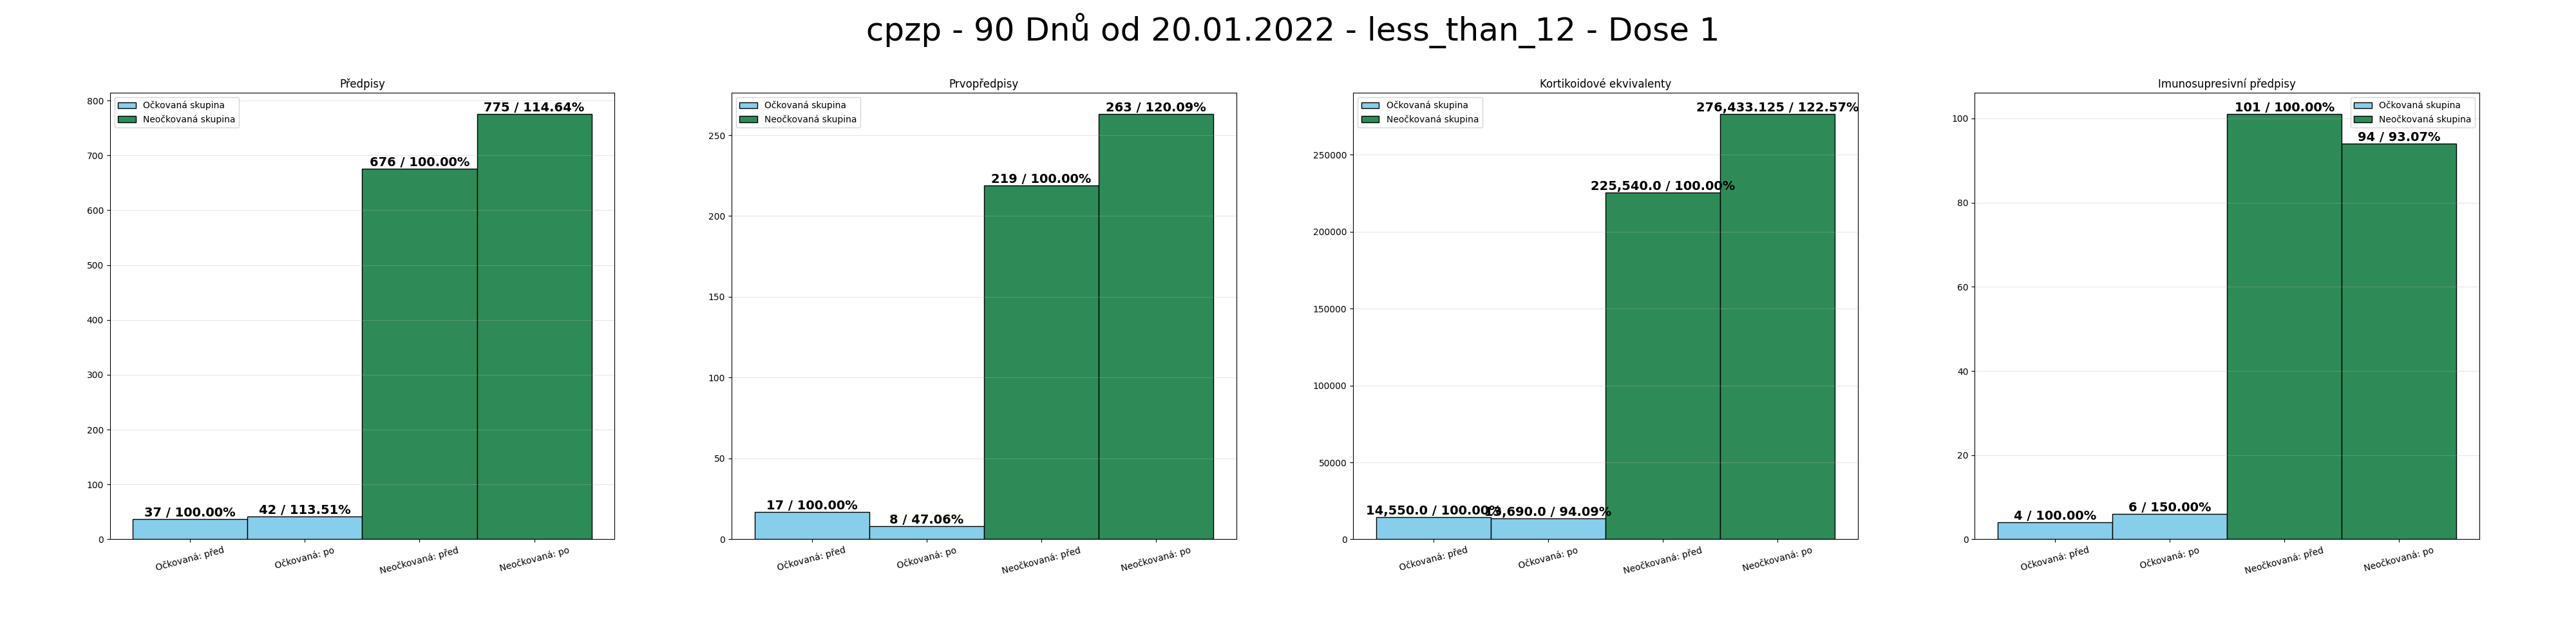 cpzp - 90 Dnů od 20.01.2022 - less_than_12 - Dose 1
Předpisy
Očkovaná skupina
Neočkovaná skupina
800
700
600
500
400
300
200
100
0
37 / 100.00%
42 / 113.51%
676 / 100.00%
775 / 114.64%
Očkovaná: před
Očkovaná: po
Neočkovaná: před
Neočkovaná: po
Prvopředpisy
Očkovaná skupina
Neočkovaná skupina
250
200
150
100
50
0
17 / 100.00%
8 / 47.06%
219 / 100.00%
263 / 120.09%
Očkovaná: před
Očkovaná: po
Neočkovaná: před
Neočkovaná: po
Kortikoidové ekvivalenty
Očkovaná skupina
Neočkovaná skupina
250000
200000
150000
100000
50000
0
14,550.0 / 100.00%
13,690.0 / 94.09%
225,540.0 / 100.00%
276,433.125 / 122.57%
Očkovaná: před
Očkovaná: po
Neočkovaná: před
Neočkovaná: po
Imunosupresivní předpisy
Očkovaná skupina
Neočkovaná skupina
100
80
60
40
20
0
4 / 100.00%
6 / 150.00%
101 / 100.00%
94 / 93.07%
Očkovaná: před
Očkovaná: po
Neočkovaná: před
Neočkovaná: po